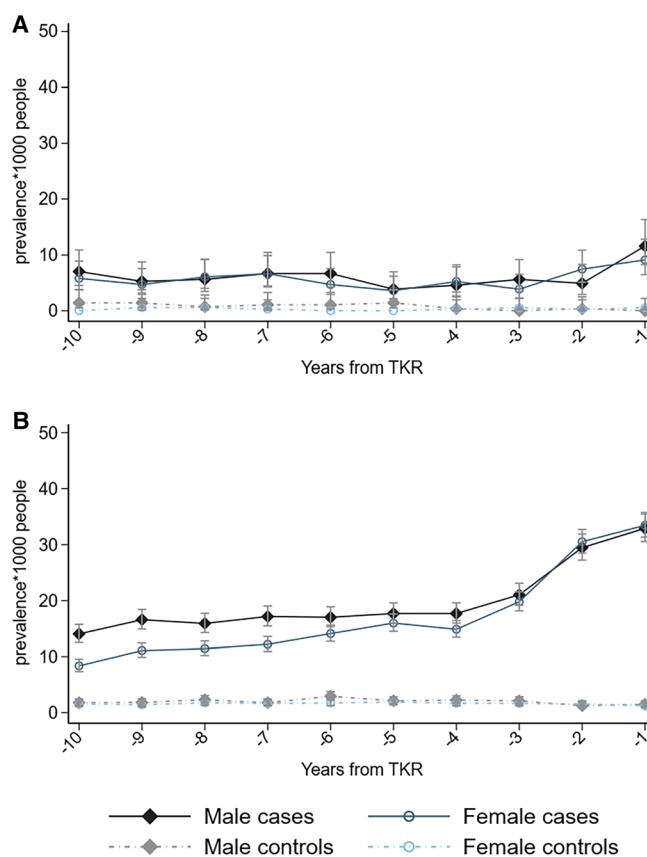 A
prevalence*1000 people
50
40
30
20
10
0
-10 -9 -8 -7 -6 -5 -4 -3 -2 -1
Years from TKR
B
prevalence*1000 people
50
40
30
20
10
0
-10 -9 -8 -7 -6 -5 -4 -3 -2 -1
Years from TKR
Male cases Female cases
Male controls Female controls